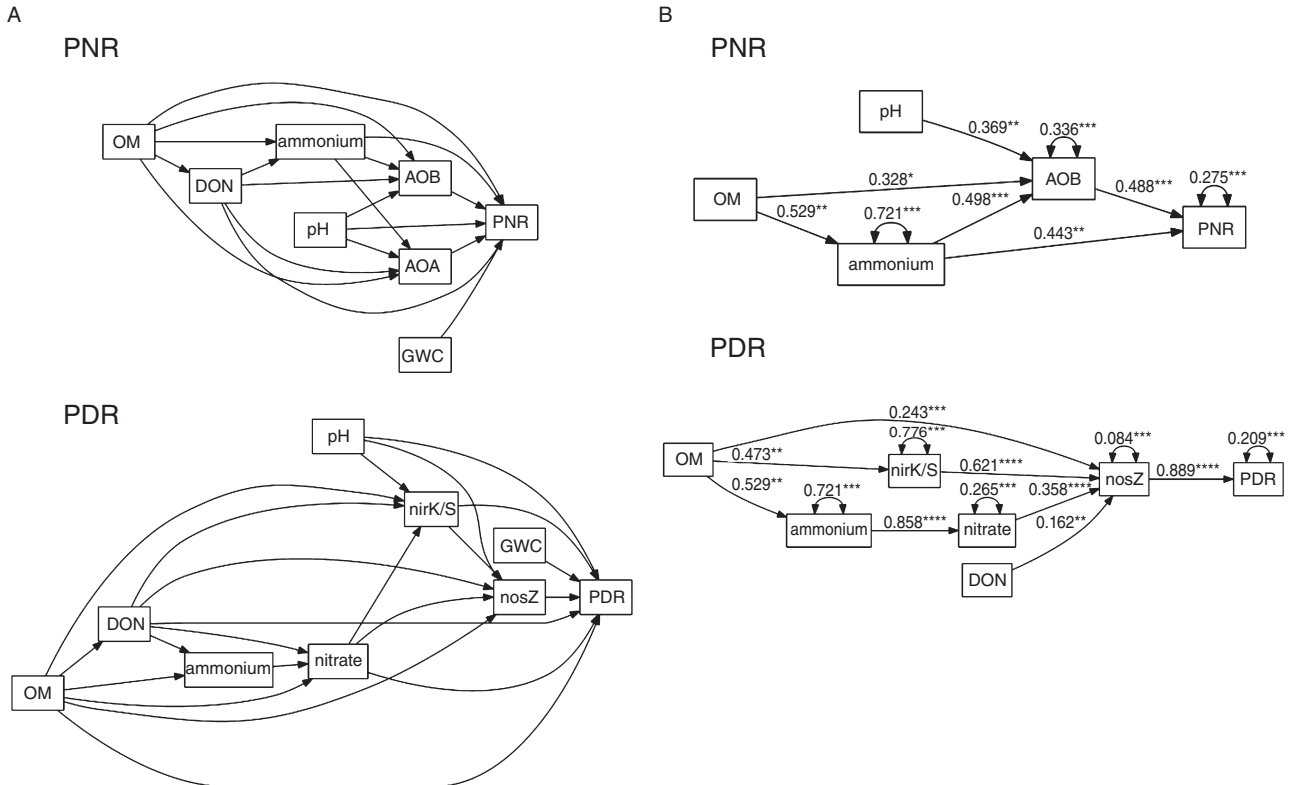 A
PNR
OM
ammonium
DON
AOB
pH
PNR
AOA
GWC
PDR
pH
nirK/S
GWC
nosZ
PDR
DON
ammonium
nitrate
OM
B
PNR
pH
0.369**
0.336***
AOB
0.328*
OM
0.488***
0.275***
0.529**
0.721***
0.498***
PNR
0.443**
ammonium
PDR
0.243***
0.776***
0.084***
0.209***
OM
0.473**
nirK/S
0.621****
nosZ
0.889****
PDR
0.529**
0.721***
0.265***
0.358****
ammonium
0.858****
nitrate
0.162**
DON